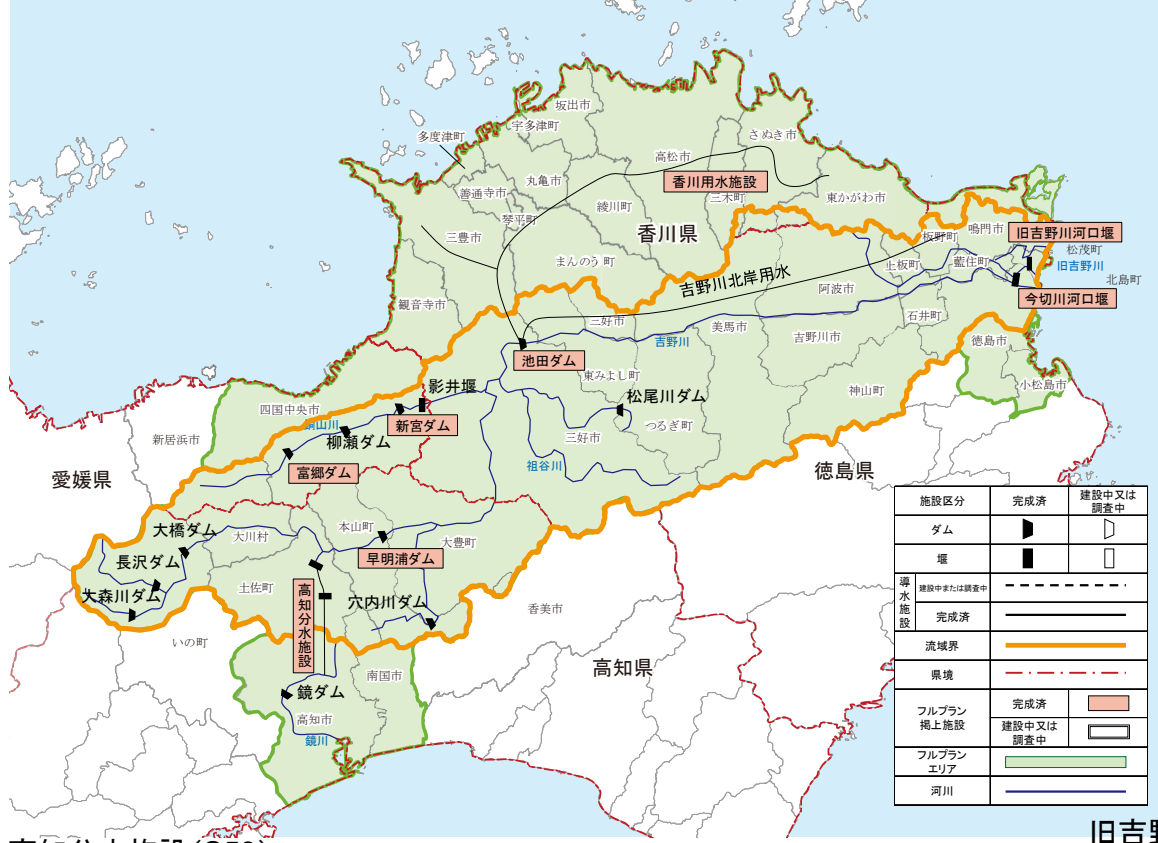 坂出市
宇多津町
多度津町
さぬき市
高松市
丸亀市
善通寺市
香川用水施設
三木町
東かがわ市
綾川町
琴平町
三豊市
香川県
まんのう町
板野町
鳴門市
旧吉野川河口堰
松茂町
旧吉野川
藍住町
上板町
北島町
吉野川北岸用水
阿波市
今切川河口堰
観音寺市
三好市
美馬市
吉野川市
石井町
吉野川
徳島市
池田ダム
東みよし町
小松島市
神山町
影井堰
松尾川ダム
四国中央市
銅山川
新宮ダム
つるぎ町
新居浜市
柳瀬ダム
三好市
愛媛県
富郷ダム
祖谷川
徳島県
大橋ダム
大川村
本山町
大豊町
長沢ダム
早明浦ダム
大森川ダム
土佐町
高知分水施設
穴内川ダム
香美市
いの町
高知県
南国市
鏡ダム
高知市
鏡川
施設区分 完成済 建設中又は
調査中
ダム
堰
導水施設
建設中または調査中
完成済
流域界
県境
フルプラン
掲上施設
完成済
建設中又は
調査中
フルプラン
エリア
河川